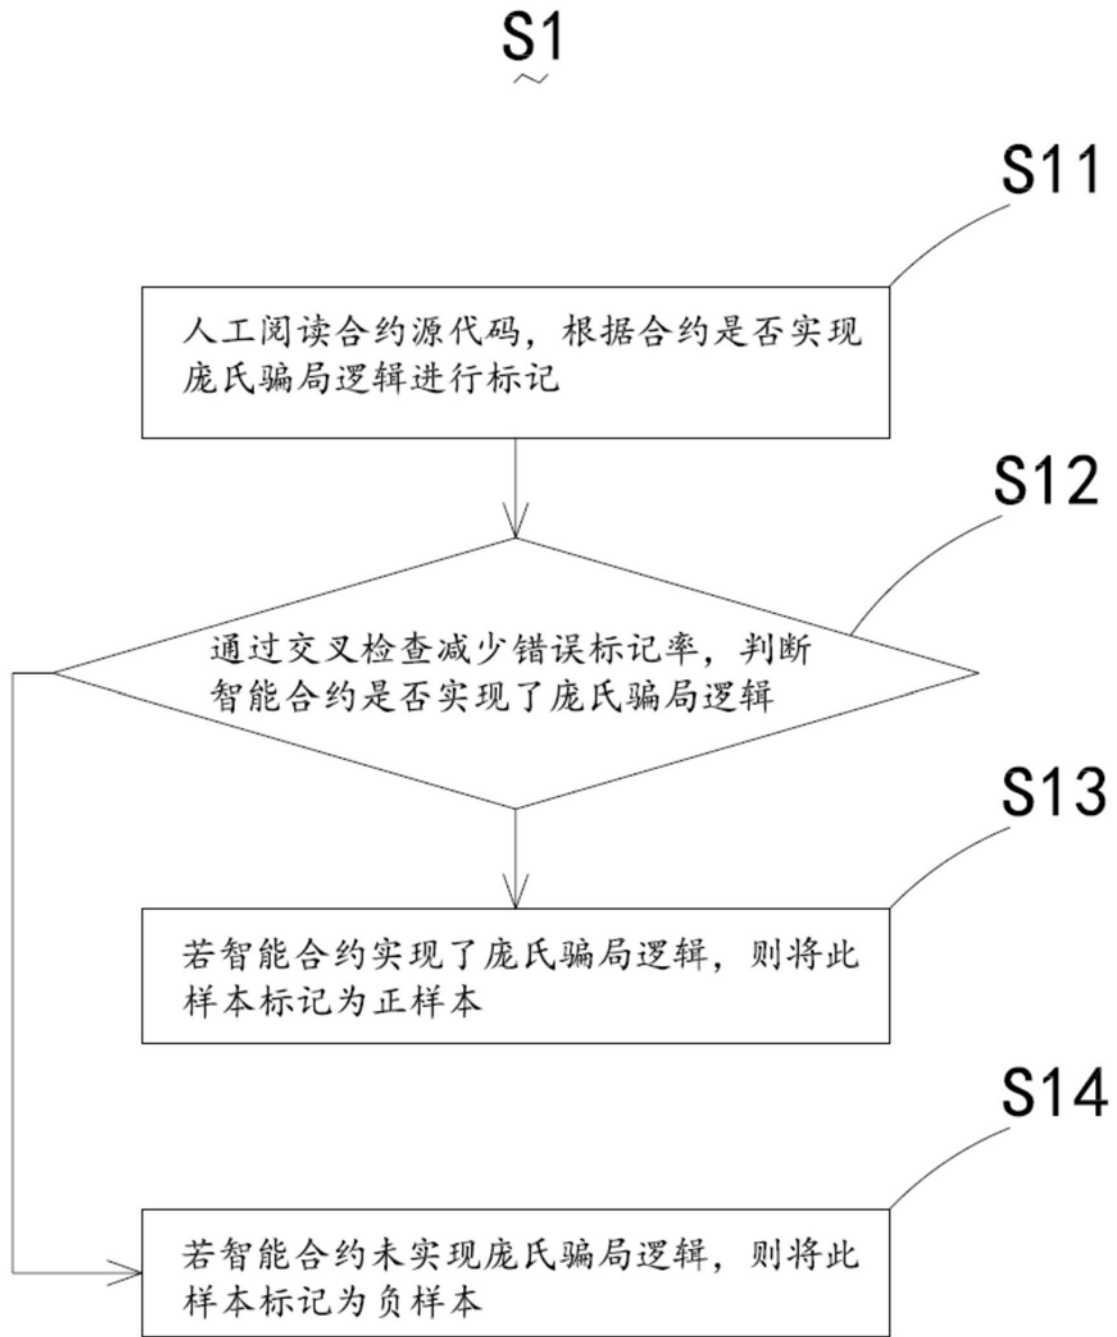 S1
S11
人工阅读合约源代码，根据合约是否实现
庞氏骗局逻辑进行标记
S12
通过交叉检查减少错误标记率，判断
智能合约是否实现了庞氏骗局逻辑
S13
若智能合约实现了庞氏骗局逻辑，则将此
样本标记为正样本
S14
若智能合约未实现庞氏骗局逻辑，则将此
样本标记为负样本